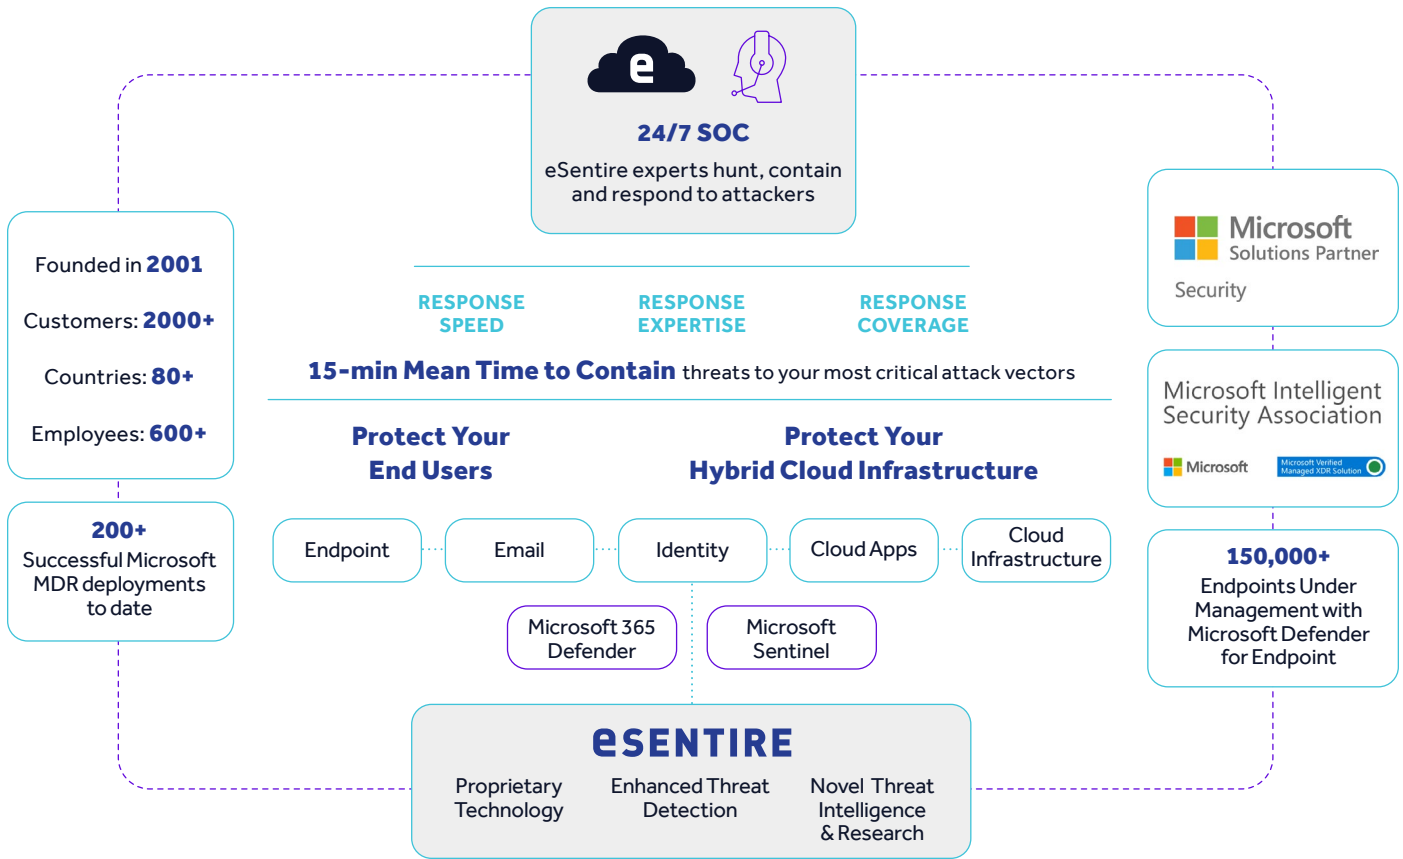 e
24/7 SOC
eSentire experts hunt, contain
and respond to attackers
Founded in 2001
Customers: 2000+
Countries: 80+
Employees: 600+
200+
Successful Microsoft
MDR deployments
to date
RESPONSE
SPEED
RESPONSE
EXPERTISE
RESPONSE
COVERAGE
15-min Mean Time to Contain threats to your most critical attack vectors
Protect Your
End Users
Protect Your
Hybrid Cloud Infrastructure
Endpoint
Email
Identity
Cloud Apps
Cloud
Infrastructure
Microsoft 365
Defender
Microsoft
Sentinel
Microsoft
Solutions Partner
Security
Microsoft Intelligent
Security Association
Microsoft
Microsoft Verified
Managed XDR Solution
150,000+
Endpoints Under
Management with
Microsoft Defender
for Endpoint
eSENTIRE
Proprietary
Technology
Enhanced Threat
Detection
Novel Threat
Intelligence
& Research